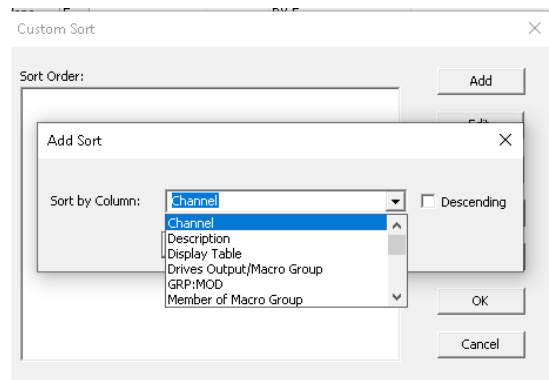 Custom Sort
Sort Order:
Add
Add Sort
Sort by Column:
Channel
Descending
Channel
Description
Display Table
Drives Output/Macro Group
GRP:MOD
Member of Macro Group
OK
Cancel